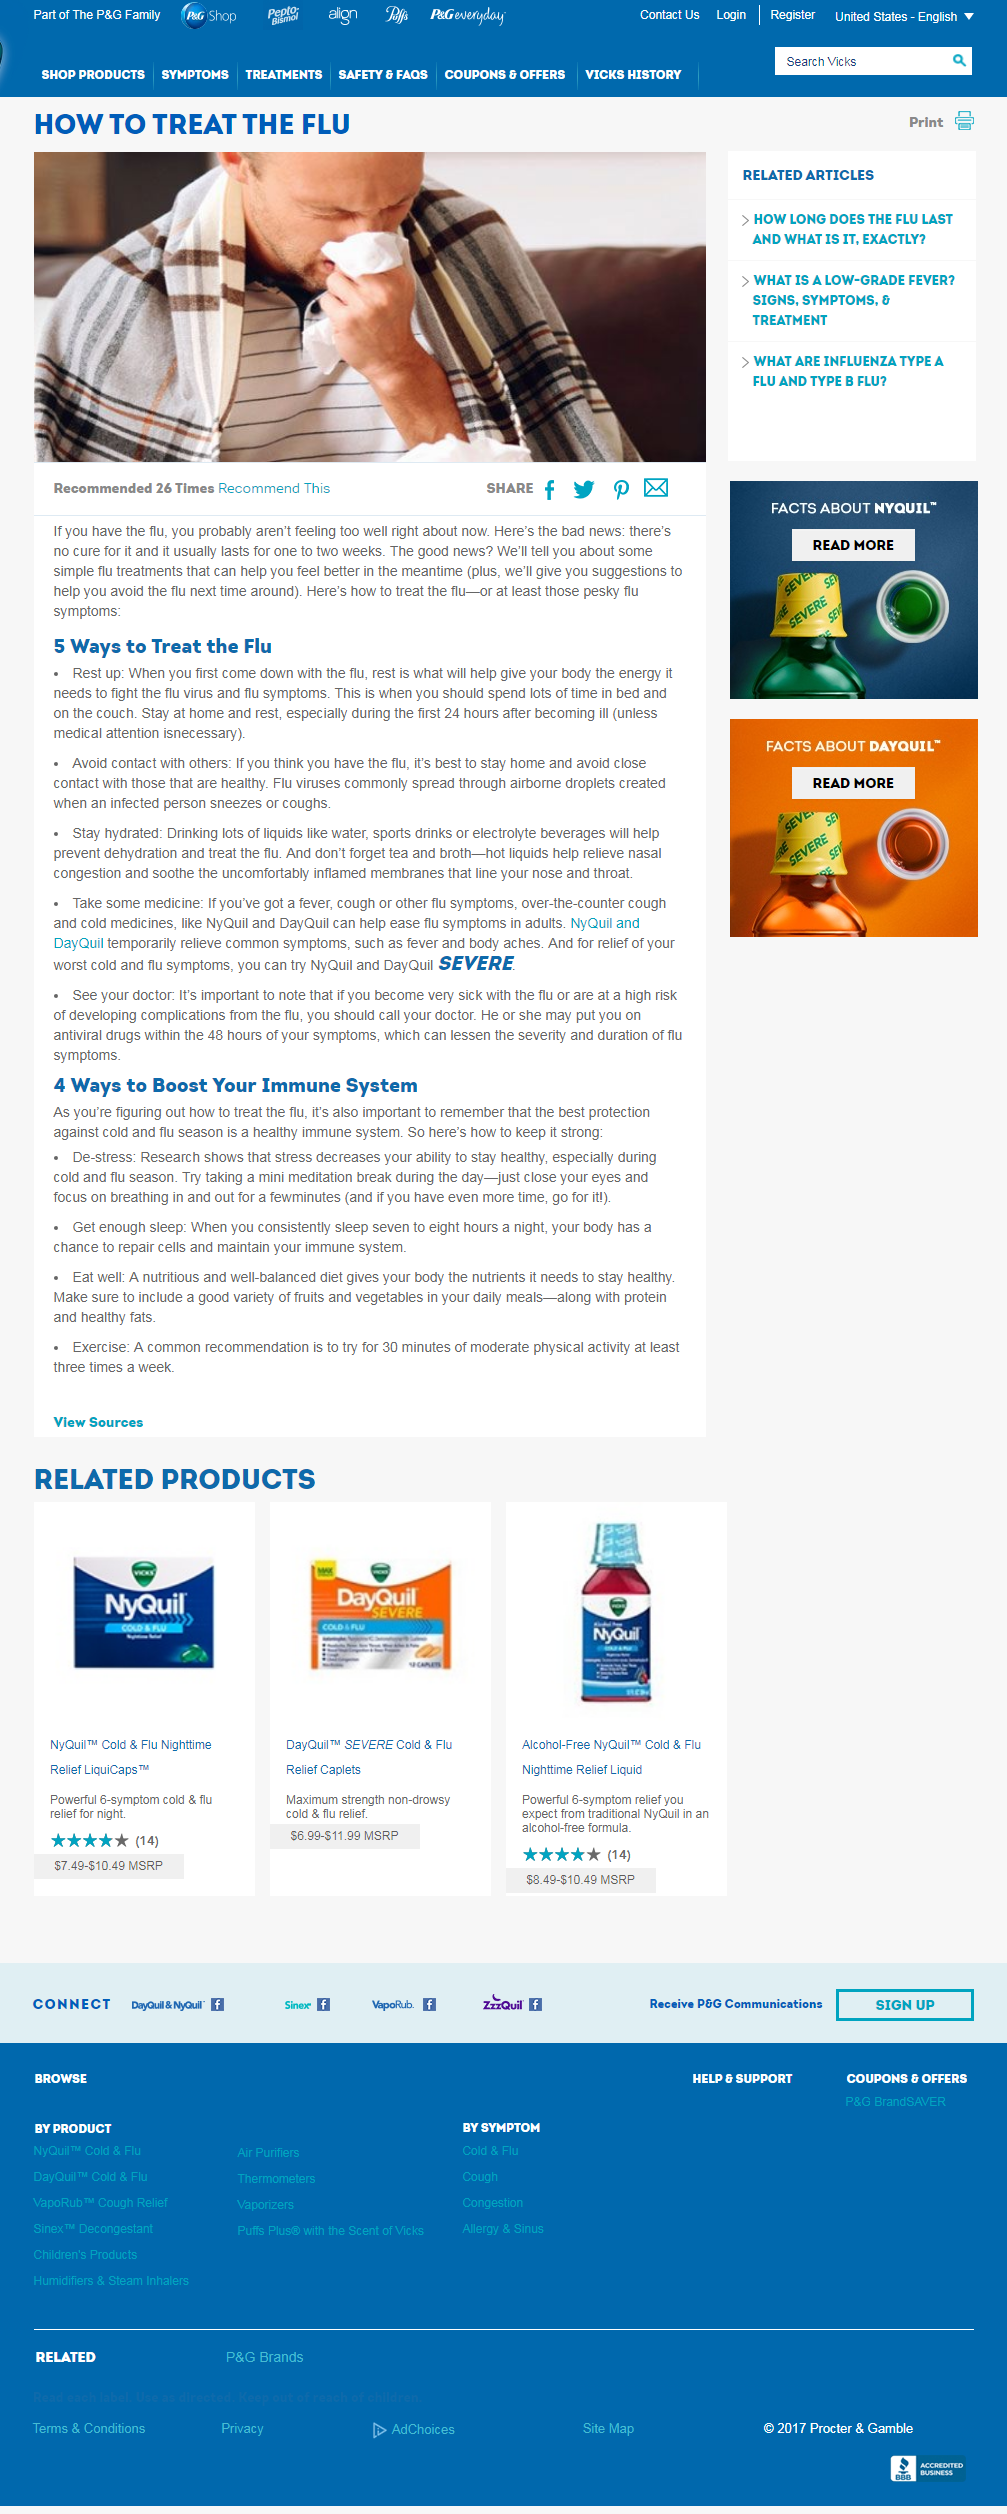 Part of The P&G Family
P&G Shop
Pepto Bismol
align
Puffs
P&G everyday
Contact Us
Login
Register
United States - English
SHOP PRODUCTS
SYMPTOMS
TREATMENTS
SAFETY & FAQS
COUPONS & OFFERS
VICKS HISTORY
Search Vicks
HOW TO TREAT THE FLU
Print
RELATED ARTICLES
HOW LONG DOES THE FLU LAST
AND WHAT IS IT, EXACTLY?
WHAT IS A LOW-GRADE FEVER?
SIGNS, SYMPTOMS, &
TREATMENT
WHAT ARE INFLUENZA TYPE A
FLU AND TYPE B FLU?
Recommended 26 Times Recommend This
SHARE
If you have the flu, you probably aren’t feeling too well right about now. Here’s the bad news: there’s
no cure for it and it usually lasts for one to two weeks. The good news? We’ll tell you about some
simple flu treatments that can help you feel better in the meantime (plus, we’ll give you suggestions to
help you avoid the flu next time around). Here’s how to treat the flu—or at least those pesky flu
symptoms:
5 Ways to Treat the Flu
• Rest up: When you first come down with the flu, rest is what will help give your body the energy it
needs to fight the flu virus and flu symptoms. This is when you should spend lots of time in bed and
on the couch. Stay at home and rest, especially during the first 24 hours after becoming ill (unless
medical attention isnecessary).
• Avoid contact with others: If you think you have the flu, it’s best to stay home and avoid close
contact with those that are healthy. Flu viruses commonly spread through airborne droplets created
when an infected person sneezes or coughs.
• Stay hydrated: Drinking lots of liquids like water, sports drinks or electrolyte beverages will help
prevent dehydration and treat the flu. And don’t forget tea and broth—hot liquids help relieve nasal
congestion and soothe the uncomfortably inflamed membranes that line your nose and throat.
• Take some medicine: If you’ve got a fever, cough or other flu symptoms, over-the-counter cough
and cold medicines, like NyQuil and DayQuil can help ease flu symptoms in adults. NyQuil and
DayQuil temporarily relieve common symptoms, such as fever and body aches. And for relief of your
worst cold and flu symptoms, you can try NyQuil and DayQuil SEVERE.
• See your doctor: It’s important to note that if you become very sick with the flu or are at a high risk
of developing complications from the flu, you should call your doctor. He or she may put you on
antiviral drugs within the 48 hours of your symptoms, which can lessen the severity and duration of flu
symptoms.
4 Ways to Boost Your Immune System
As you’re figuring out how to treat the flu, it’s also important to remember that the best protection
against cold and flu season is a healthy immune system. So here’s how to keep it strong:
• De-stress: Research shows that stress decreases your ability to stay healthy, especially during
cold and flu season. Try taking a mini meditation break during the day—just close your eyes and
focus on breathing in and out for a fewminutes (and if you have even more time, go for it!).
• Get enough sleep: When you consistently sleep seven to eight hours a night, your body has a
chance to repair cells and maintain your immune system.
• Eat well: A nutritious and well-balanced diet gives your body the nutrients it needs to stay healthy.
Make sure to include a good variety of fruits and vegetables in your daily meals—along with protein
and healthy fats.
• Exercise: A common recommendation is to try for 30 minutes of moderate physical activity at least
three times a week.
View Sources
FACTS ABOUT NYQUIL™
READ MORE
SEVERE
FACTS ABOUT DAYQUIL™
READ MORE
SEVERE
RELATED PRODUCTS
VICKS
NyQuil
COLD & FLU
Nighttime Relief
MAX
VICKS
DayQuil
SEVERE
COLD & FLU
12 CAPLETS
Alcohol Free
VICKS
NyQuil
COLD & FLU
NyQuil™ Cold & Flu Nighttime
Relief LiquiCaps™
Powerful 6-symptom cold & flu
relief for night.
(14)
$7.49-$10.49 MSRP
DayQuil™ SEVERE Cold & Flu
Relief Caplets
Maximum strength non-drowsy
cold & flu relief.
$6.99-$11.99 MSRP
Alcohol-Free NyQuil™ Cold & Flu
Nighttime Relief Liquid
Powerful 6-symptom relief you
expect from traditional NyQuil in an
alcohol-free formula.
(14)
$8.49-$10.49 MSRP
CONNECT
DayQuil & NyQuil
Sinex
VapoRub
ZzzQuil
Receive P&G Communications
SIGN UP
BROWSE
HELP & SUPPORT
COUPONS & OFFERS
P&G BrandSAVER
BY PRODUCT
NyQuil™ Cold & Flu
DayQuil™ Cold & Flu
VapoRub™ Cough Relief
Sinex™ Decongestant
Children's Products
Humidifiers & Steam Inhalers
Air Purifiers
Thermometers
Vaporizers
Puffs Plus® with the Scent of Vicks
BY SYMPTOM
Cold & Flu
Cough
Congestion
Allergy & Sinus
RELATED
P&G Brands
Terms & Conditions
Privacy
AdChoices
Site Map
© 2017 Procter & Gamble
BBB
ACCREDITED
BUSINESS